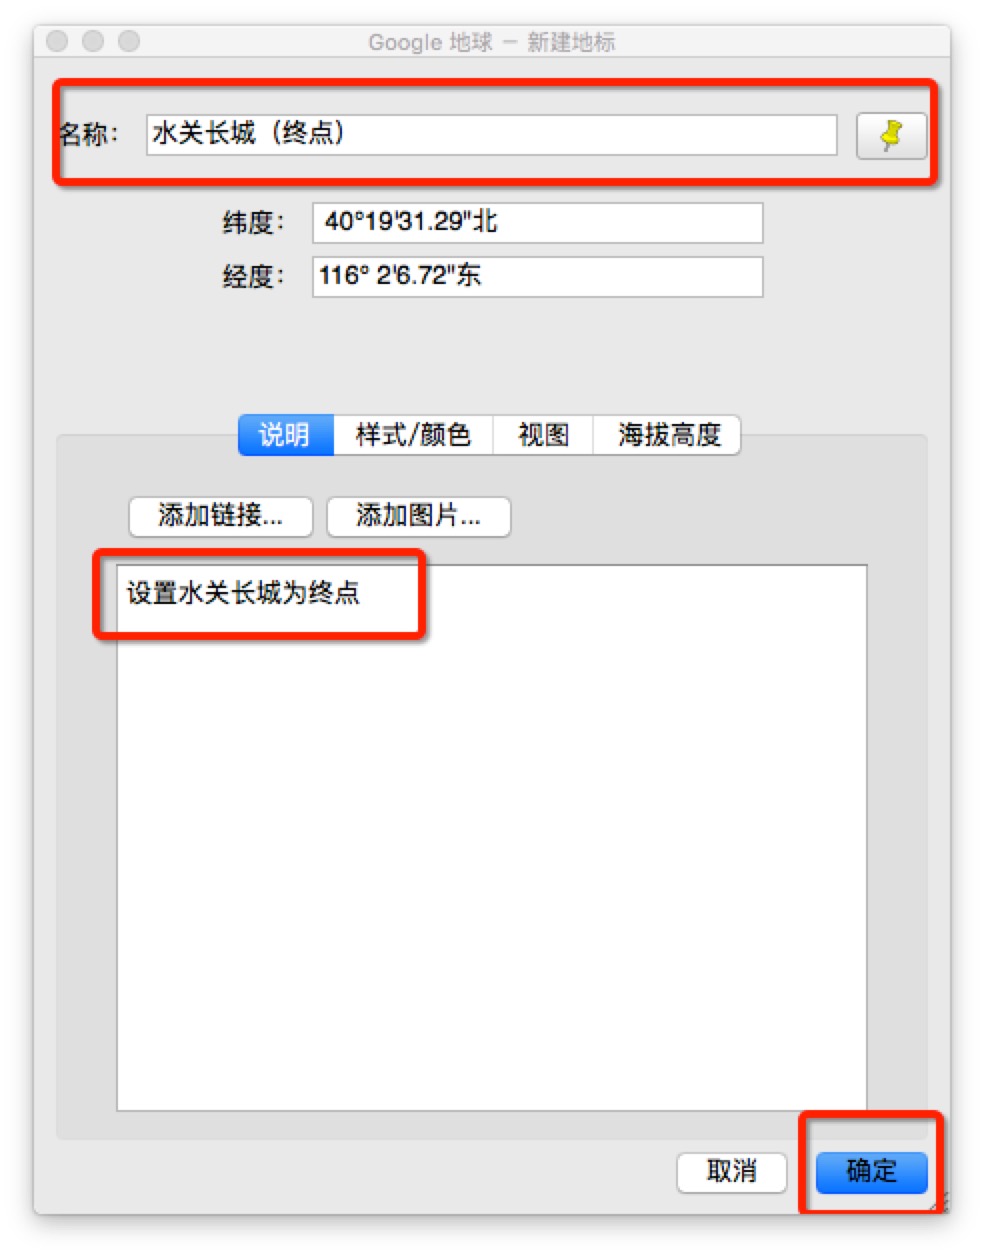 Google 地球 － 新建地标
名称： 水关长城（终点）
纬度： 40°19'31.29"北
经度： 116° 2'6.72"东
说明 样式/颜色 视图 海拔高度
添加链接... 添加图片...
设置水关长城为终点
取消 确定